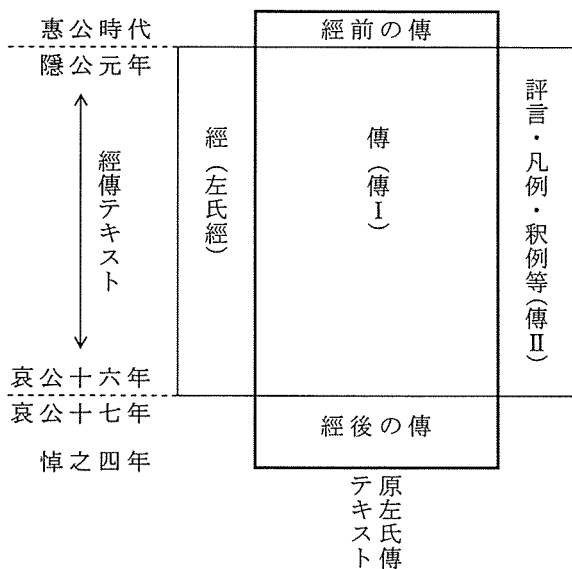 惠公時代
隱公元年
經傳テキスト
哀公十六年
哀公十七年
悼之四年
經（左氏經）
經前の傳
傳（傳Ⅰ）
經後の傳
原左氏傳
テキスト
評言・凡例・釈例等(傳Ⅱ)